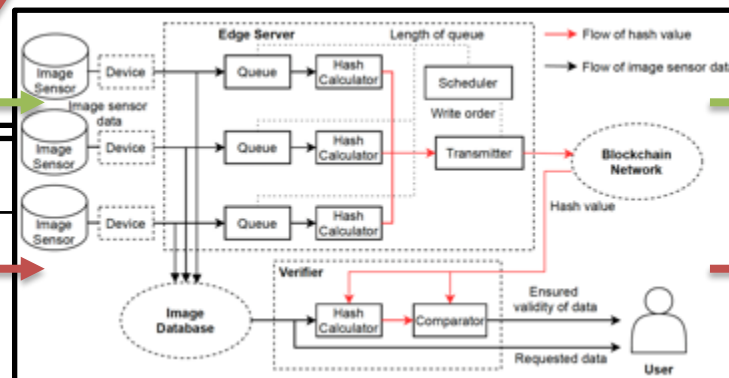 Edge Server
Length of queue
Flow of hash value
Flow of image sensor data
Image
Sensor
Device
Queue
Hash
Calculator
Scheduler
Image sensor
data
Write order
Image
Sensor
Device
Queue
Hash
Calculator
Transmitter
Blockchain
Network
Image
Sensor
Device
Queue
Hash
Calculator
Hash value
Verifier
Image
Database
Hash
Calculator
Comparator
Ensured
validity of data
Requested data
User